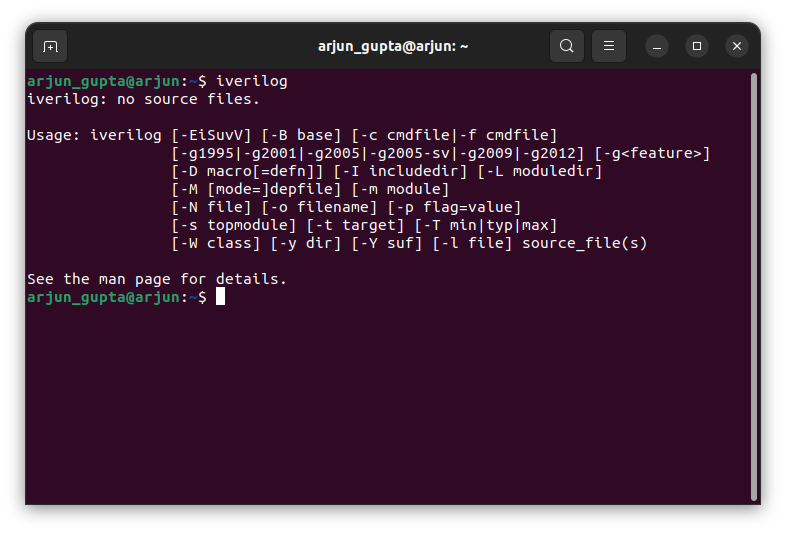 arjun_gupta@arjun: ~
arjun_gupta@arjun:~$ iverilog
iverilog: no source files.
Usage: iverilog [-EiSuvV] [-B base] [-c cmdfile|-f cmdfile]
[-g1995|-g2001|-g2005|-g2005-sv|-g2009|-g2012] [-g<feature>]
[-D macro[=defn]] [-I includedir] [-L moduledir]
[-M [mode=]depfile] [-m module]
[-N file] [-o filename] [-p flag=value]
[-s topmodule] [-t target] [-T min|typ|max]
[-W class] [-y dir] [-Y suf] [-l file] source_file(s)
See the man page for details.
arjun_gupta@arjun:~$